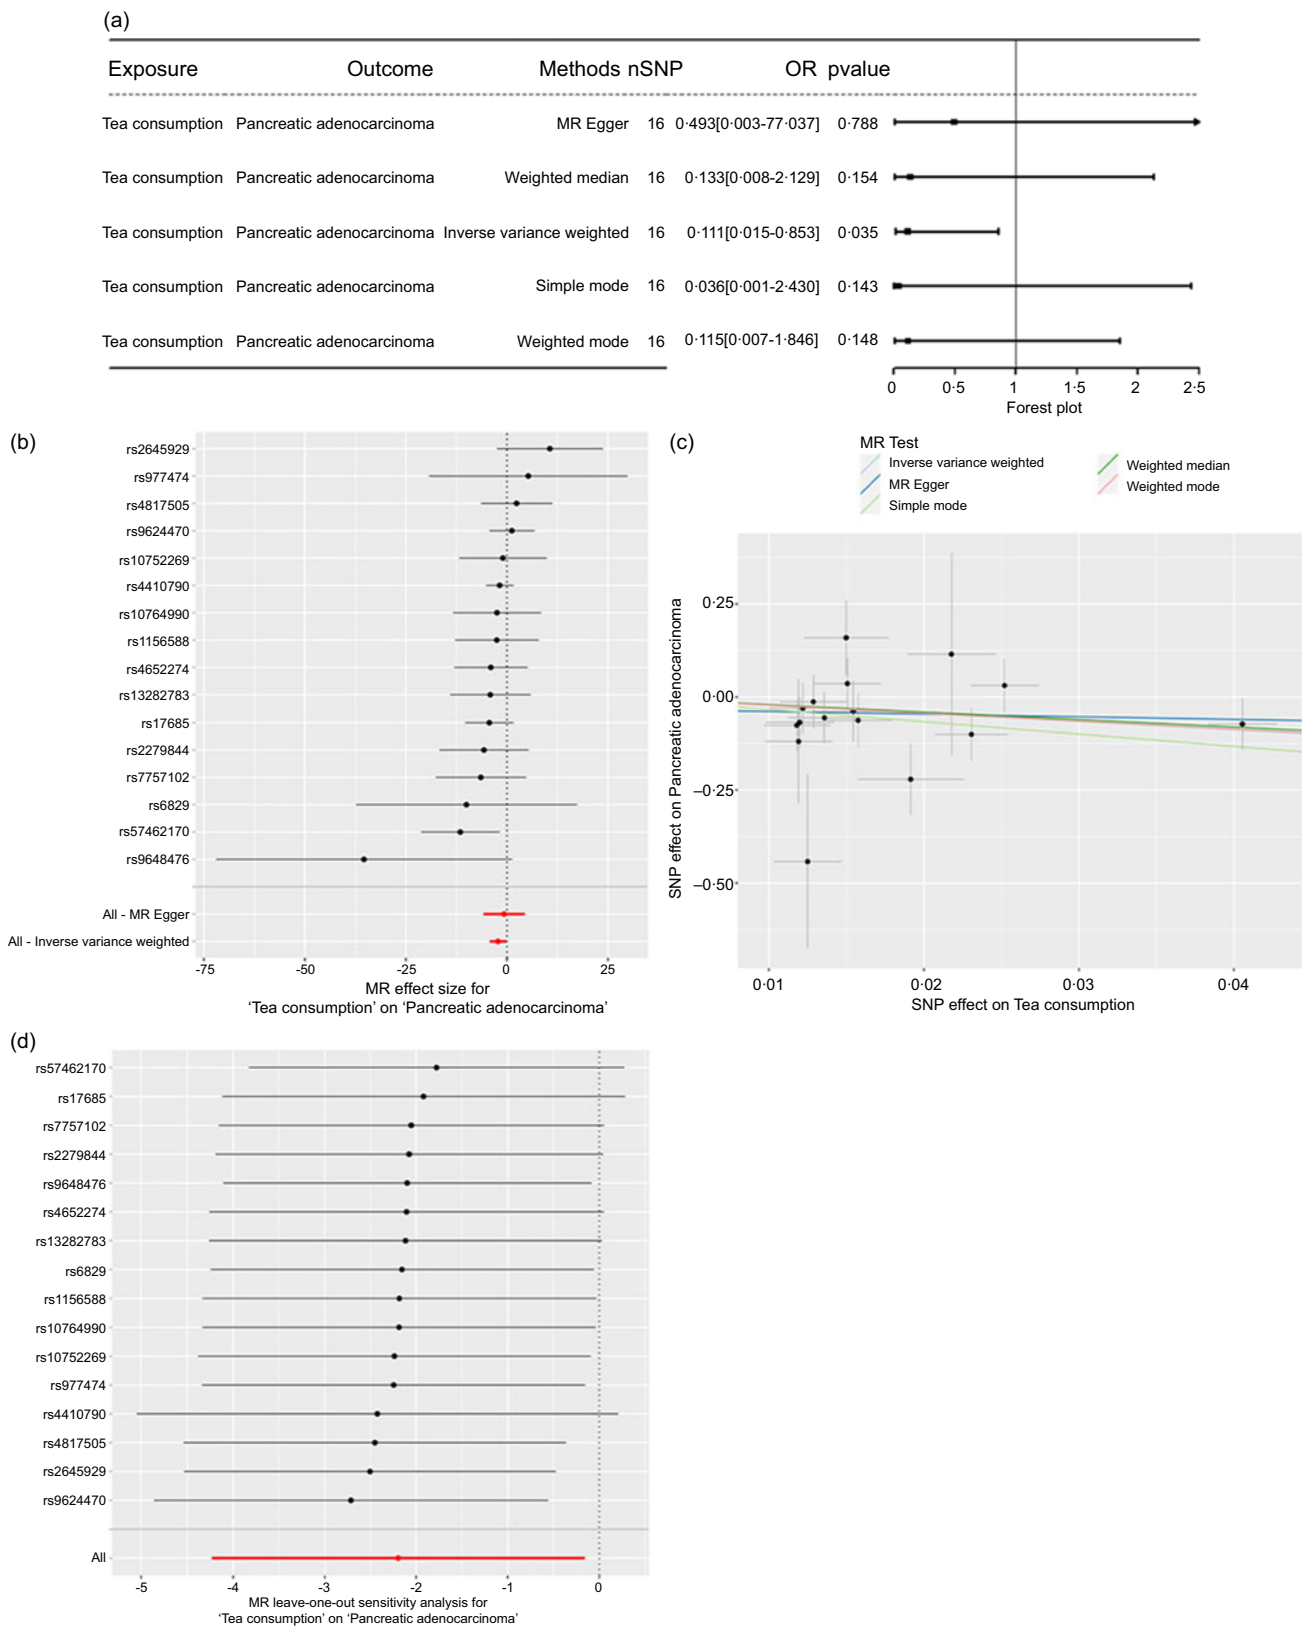 (a)
Exposure Outcome Methods nSNP OR pvalue
Tea consumption Pancreatic adenocarcinoma MR Egger 16 0·493[0·003-77·037] 0·788
Tea consumption Pancreatic adenocarcinoma Weighted median 16 0·133[0·008-2·129] 0·154
Tea consumption Pancreatic adenocarcinoma Inverse variance weighted 16 0·111[0·015-0·853] 0·035
Tea consumption Pancreatic adenocarcinoma Simple mode 16 0·036[0·001-2·430] 0·143
Tea consumption Pancreatic adenocarcinoma Weighted mode 16 0·115[0·007-1·846] 0·148
0 0·5 1 1·5 2 2·5
Forest plot
(b)
rs2645929
rs977474
rs4817505
rs9624470
rs10752269
rs4410790
rs10764990
rs1156588
rs4652274
rs13282783
rs17685
rs2279844
rs7757102
rs6829
rs57462170
rs9648476
All - MR Egger
All - Inverse variance weighted
-75 -50 -25 0 25
MR effect size for
‘Tea consumption’ on ‘Pancreatic adenocarcinoma’
(c)
MR Test
Inverse variance weighted
MR Egger
Simple mode
Weighted median
Weighted mode
SNP effect on Pancreatic adenocarcinoma
0·25
0·00
−0·25
−0·50
0·01 0·02 0·03 0·04
SNP effect on Tea consumption
(d)
rs57462170
rs17685
rs7757102
rs2279844
rs9648476
rs4652274
rs13282783
rs6829
rs1156588
rs10764990
rs10752269
rs977474
rs4410790
rs4817505
rs2645929
rs9624470
All
-5 -4 -3 -2 -1 0
MR leave-one-out sensitivity analysis for
‘Tea consumption’ on ‘Pancreatic adenocarcinoma’